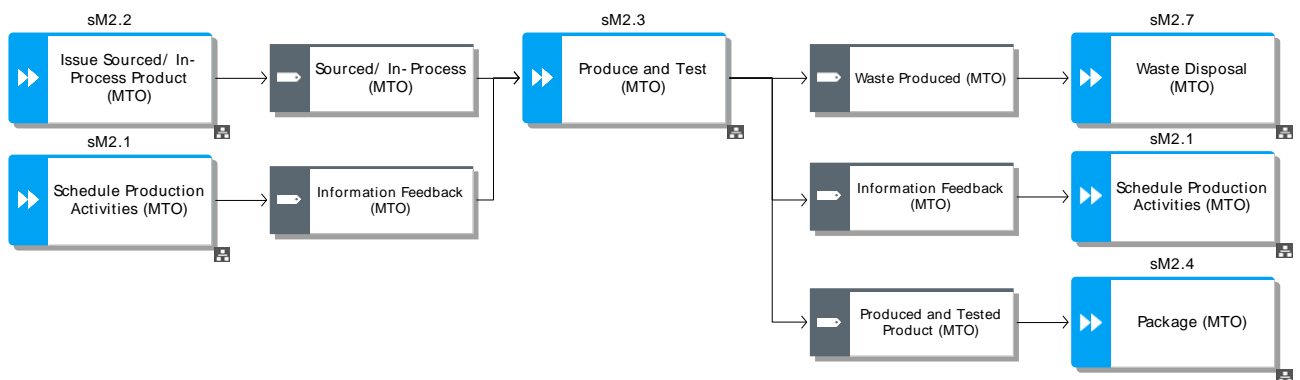 sM2.2
Issue Sourced/ In-
Process Product
(MTO)
Sourced/ In-Process
(MTO)
sM2.3
Produce and Test
(MTO)
Waste Produced (MTO)
sM2.7
Waste Disposal
(MTO)
sM2.1
Schedule Production
Activities (MTO)
Information Feedback
(MTO)
Information Feedback
(MTO)
sM2.1
Schedule Production
Activities (MTO)
Produced and Tested
Product (MTO)
sM2.4
Package (MTO)